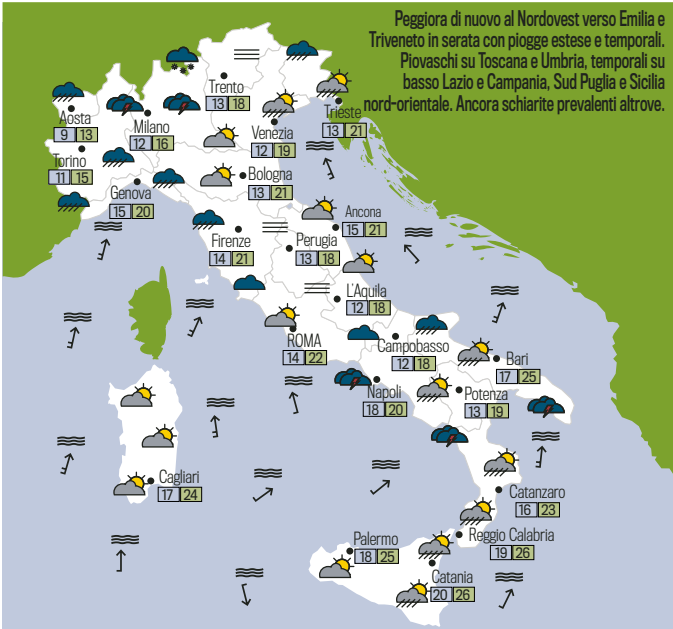 Peggiora di nuovo al Nordovest verso Emilia e
Triveneto in serata con piogge estese e temporali.
Piovaschi su Toscana e Umbria, temporali su
basso Lazio e Campania, Sud Puglia e Sicilia
nord-orientale. Ancora schiarite prevalenti altrove.
Trento
13 18
Aosta
9 13
Milano
12 16
Trieste
13 21
Venezia
12 19
Torino
11 15
Bologna
13 21
Genova
15 20
Ancona
15 21
Firenze
14 21
Perugia
13 18
L'Aquila
12 18
ROMA
14 22
Campobasso
12 18
Bari
17 25
Napoli
18 20
Potenza
13 19
Cagliari
17 24
Catanzaro
16 23
Reggio Calabria
19 26
Palermo
18 25
Catania
20 26